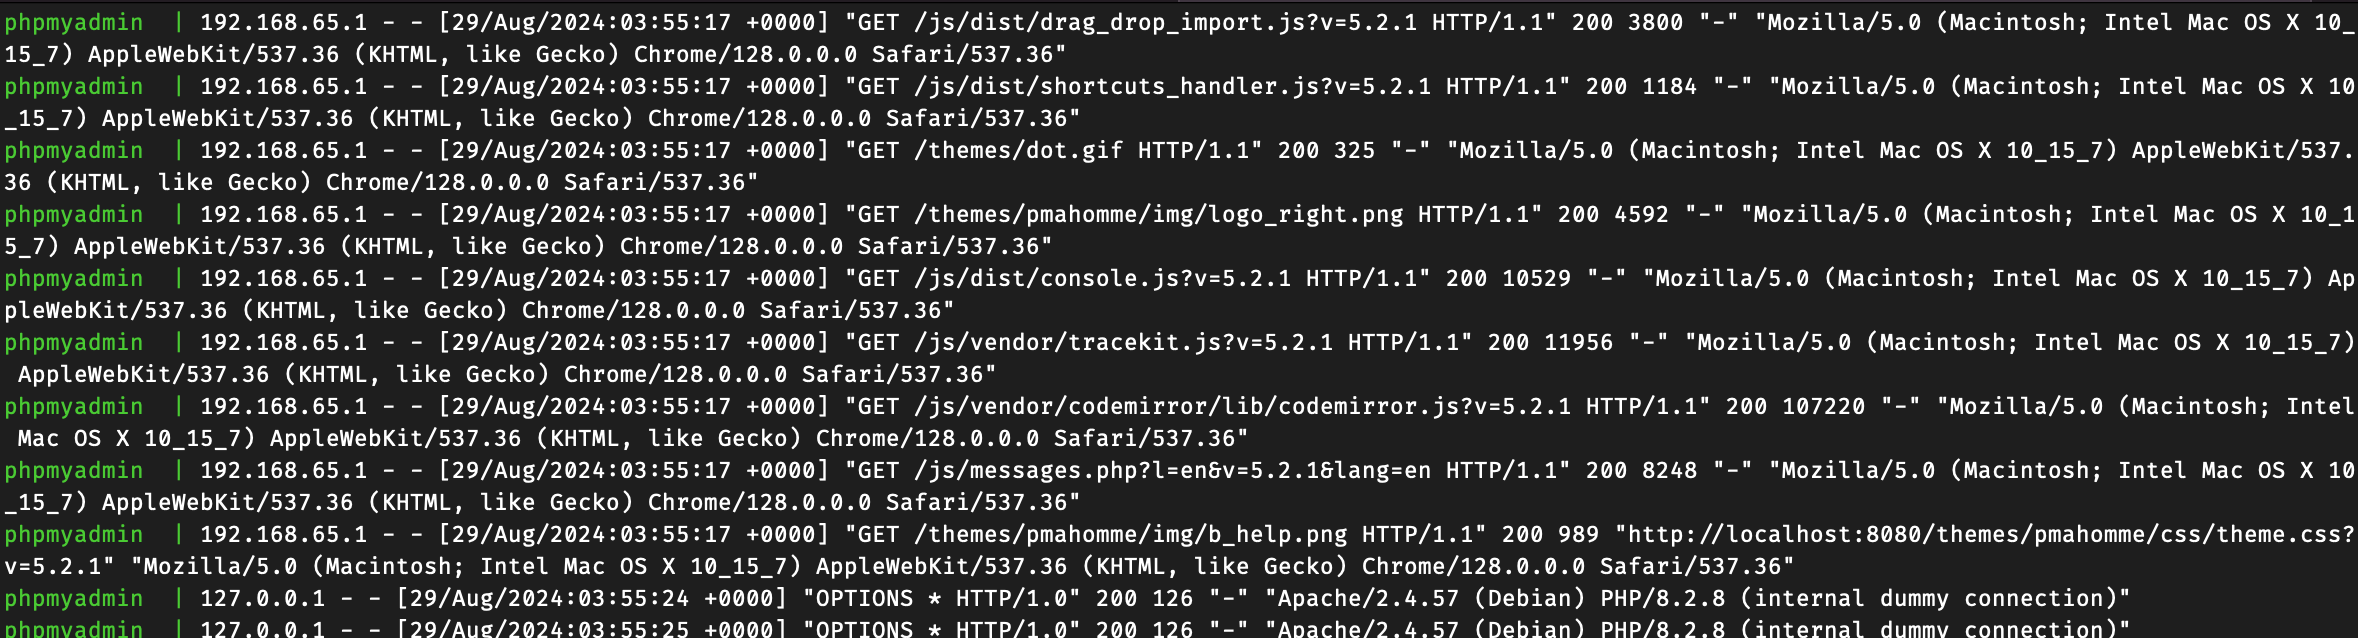 phpmyadmin  | 192.168.65.1 - - [29/Aug/2024:03:55:17 +0000] "GET /js/dist/drag_drop_import.js?v=5.2.1 HTTP/1.1" 200 3800 "-" "Mozilla/5.0 (Macintosh; Intel Mac OS X 10_
15_7) AppleWebKit/537.36 (KHTML, like Gecko) Chrome/128.0.0.0 Safari/537.36"
phpmyadmin  | 192.168.65.1 - - [29/Aug/2024:03:55:17 +0000] "GET /js/dist/shortcuts_handler.js?v=5.2.1 HTTP/1.1" 200 1184 "-" "Mozilla/5.0 (Macintosh; Intel Mac OS X 10
_15_7) AppleWebKit/537.36 (KHTML, like Gecko) Chrome/128.0.0.0 Safari/537.36"
phpmyadmin  | 192.168.65.1 - - [29/Aug/2024:03:55:17 +0000] "GET /themes/dot.gif HTTP/1.1" 200 325 "-" "Mozilla/5.0 (Macintosh; Intel Mac OS X 10_15_7) AppleWebKit/537.
36 (KHTML, like Gecko) Chrome/128.0.0.0 Safari/537.36"
phpmyadmin  | 192.168.65.1 - - [29/Aug/2024:03:55:17 +0000] "GET /themes/pmahomme/img/logo_right.png HTTP/1.1" 200 4592 "-" "Mozilla/5.0 (Macintosh; Intel Mac OS X 10_1
5_7) AppleWebKit/537.36 (KHTML, like Gecko) Chrome/128.0.0.0 Safari/537.36"
phpmyadmin  | 192.168.65.1 - - [29/Aug/2024:03:55:17 +0000] "GET /js/dist/console.js?v=5.2.1 HTTP/1.1" 200 10529 "-" "Mozilla/5.0 (Macintosh; Intel Mac OS X 10_15_7) Ap
pleWebKit/537.36 (KHTML, like Gecko) Chrome/128.0.0.0 Safari/537.36"
phpmyadmin  | 192.168.65.1 - - [29/Aug/2024:03:55:17 +0000] "GET /js/vendor/tracekit.js?v=5.2.1 HTTP/1.1" 200 11956 "-" "Mozilla/5.0 (Macintosh; Intel Mac OS X 10_15_7)
 AppleWebKit/537.36 (KHTML, like Gecko) Chrome/128.0.0.0 Safari/537.36"
phpmyadmin  | 192.168.65.1 - - [29/Aug/2024:03:55:17 +0000] "GET /js/vendor/codemirror/lib/codemirror.js?v=5.2.1 HTTP/1.1" 200 107220 "-" "Mozilla/5.0 (Macintosh; Intel
 Mac OS X 10_15_7) AppleWebKit/537.36 (KHTML, like Gecko) Chrome/128.0.0.0 Safari/537.36"
phpmyadmin  | 192.168.65.1 - - [29/Aug/2024:03:55:17 +0000] "GET /js/messages.php?l=en&v=5.2.1&lang=en HTTP/1.1" 200 8248 "-" "Mozilla/5.0 (Macintosh; Intel Mac OS X 10
_15_7) AppleWebKit/537.36 (KHTML, like Gecko) Chrome/128.0.0.0 Safari/537.36"
phpmyadmin  | 192.168.65.1 - - [29/Aug/2024:03:55:17 +0000] "GET /themes/pmahomme/img/b_help.png HTTP/1.1" 200 989 "http://localhost:8080/themes/pmahomme/css/theme.css?
v=5.2.1" "Mozilla/5.0 (Macintosh; Intel Mac OS X 10_15_7) AppleWebKit/537.36 (KHTML, like Gecko) Chrome/128.0.0.0 Safari/537.36"
phpmyadmin  | 127.0.0.1 - - [29/Aug/2024:03:55:24 +0000] "OPTIONS * HTTP/1.0" 200 126 "-" "Apache/2.4.57 (Debian) PHP/8.2.8 (internal dummy connection)"
phpmyadmin  | 127.0.0.1 - - [29/Aug/2024:03:55:25 +0000] "OPTIONS * HTTP/1.0" 200 126 "-" "Apache/2.4.57 (Debian) PHP/8.2.8 (internal dummy connection)"